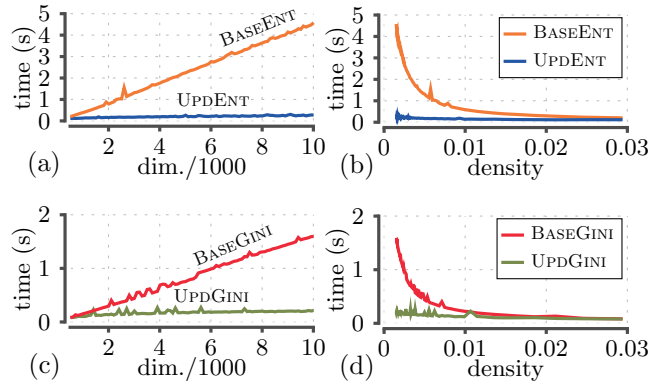 5
4
3
2
1
0
time (s)
BASEENT
UPDENT
2 4 6 8 10
(a) dim./1000
5
4
3
2
1
0
time (s)
BASEENT
UPDENT
0 0.01 0.02 0.03
(b) density
2
1
0
time (s)
BASEGINI
UPDGINI
2 4 6 8 10
(c) dim./1000
2
1
0
time (s)
BASEGINI
UPDGINI
0 0.01 0.02 0.03
(d) density